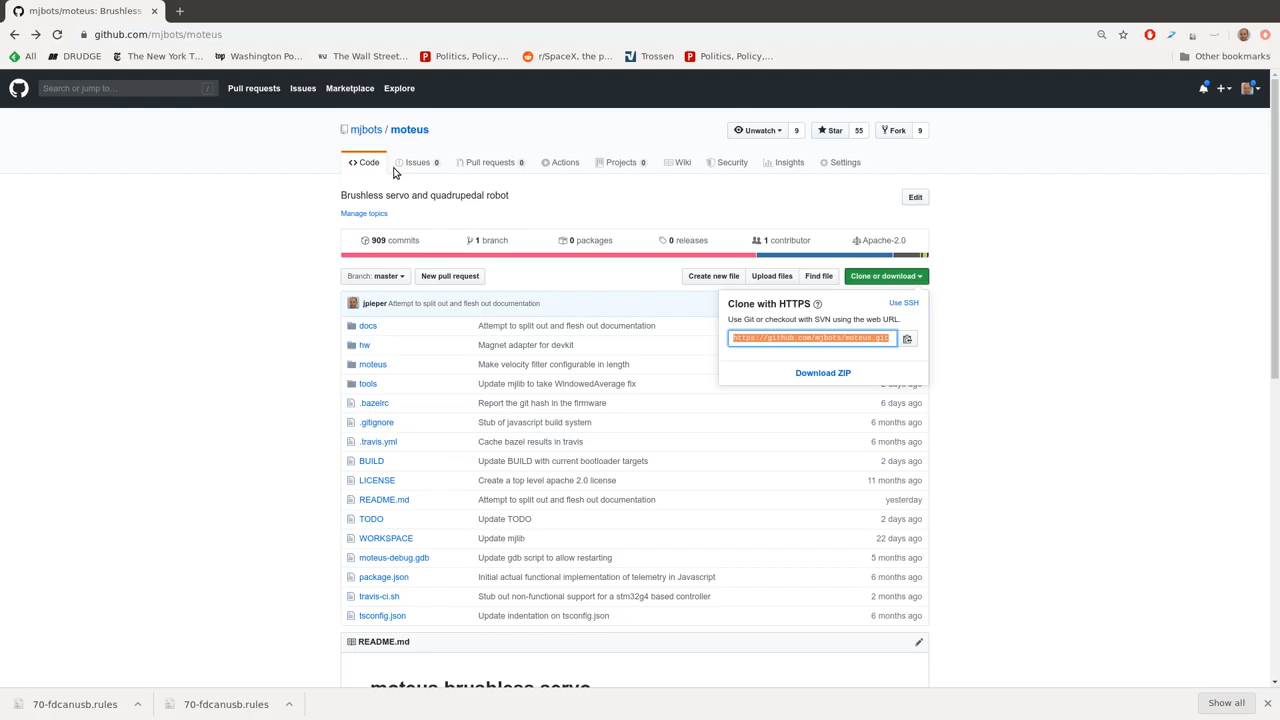 mjbots/moteus: Brushless
github.com/mjbots/moteus
All
DRUDGE
The New York T...
Washington Po...
The Wall Street...
Politics, Policy,...
r/SpaceX, the p...
Trossen
Politics, Policy,...
Other bookmarks
Search or jump to...
/
Pull requests
Issues
Marketplace
Explore
mjbots / moteus
Unwatch 9
Star 55
Fork 9
Code
Issues 0
Pull requests 0
Actions
Projects 0
Wiki
Security
Insights
Settings
Brushless servo and quadrupedal robot
Edit
Manage topics
909 commits
1 branch
0 packages
0 releases
1 contributor
Apache-2.0
Branch: master
New pull request
Create new file
Upload files
Find file
Clone or download
jpieper Attempt to split out and flesh out documentation
Clone with HTTPS
Use SSH
Use Git or checkout with SVN using the web URL.
https://github.com/mjbots/moteus.git
Download ZIP
docs Attempt to split out and flesh out documentation
hw Magnet adapter for devkit
moteus Make velocity filter configurable in length
tools Update mjlib to take WindowedAverage fix
.bazelrc Report the git hash in the firmware 6 days ago
.gitignore Stub of javascript build system 6 months ago
.travis.yml Cache bazel results in travis 6 months ago
BUILD Update BUILD with current bootloader targets 2 days ago
LICENSE Create a top level apache 2.0 license 11 months ago
README.md Attempt to split out and flesh out documentation yesterday
TODO Update TODO 2 days ago
WORKSPACE Update mjlib 22 days ago
moteus-debug.gdb Update gdb script to allow restarting 5 months ago
package.json Initial actual functional implementation of telemetry in Javascript 6 months ago
travis-ci.sh Stub out non-functional support for a stm32g4 based controller 2 months ago
tsconfig.json Update indentation on tsconfig.json 6 months ago
README.md
moteus brushless servo
70-fdcanusb.rules
70-fdcanusb.rules
Show all